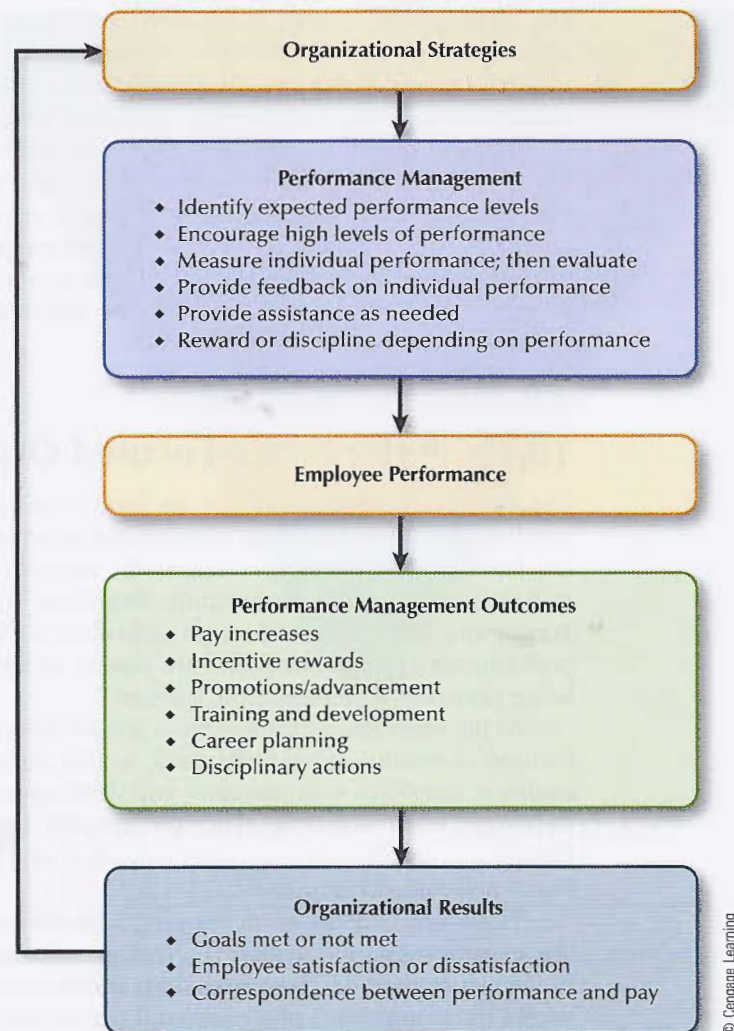 Organizational Strategies
Performance Management
◆ Identify expected performance levels
◆ Encourage high levels of performance
◆ Measure individual performance; then evaluate
◆ Provide feedback on individual performance
◆ Provide assistance as needed
◆ Reward or discipline depending on performance
Employee Performance
Performance Management Outcomes
◆ Pay increases
◆ Incentive rewards
◆ Promotions/advancement
◆ Training and development
◆ Career planning
◆ Disciplinary actions
Organizational Results
◆ Goals met or not met
◆ Employee satisfaction or dissatisfaction
◆ Correspondence between performance and pay
© Cengage Learning